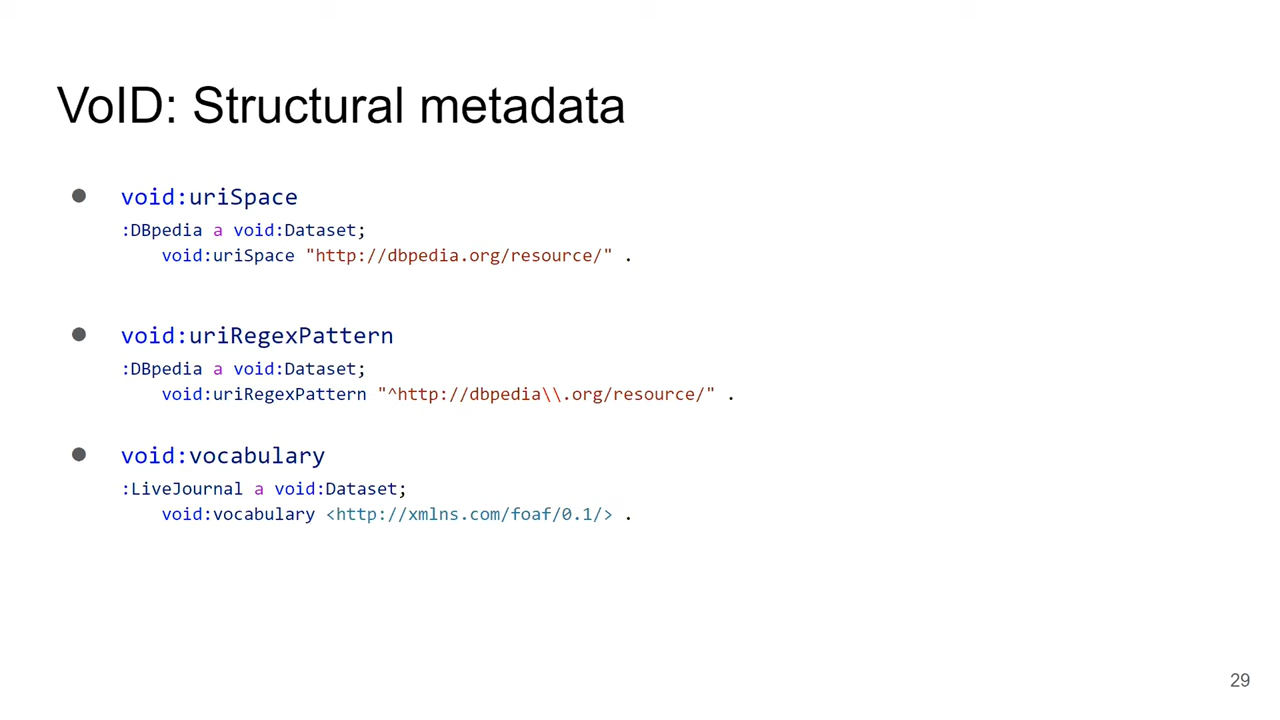 VoID: Structural metadata
● void:uriSpace
:DBpedia a void:Dataset;
void:uriSpace "http://dbpedia.org/resource/" .
● void:uriRegexPattern
:DBpedia a void:Dataset;
void:uriRegexPattern "^http://dbpedia\\.org/resource/" .
● void:vocabulary
:LiveJournal a void:Dataset;
void:vocabulary <http://xmlns.com/foaf/0.1/> .
29